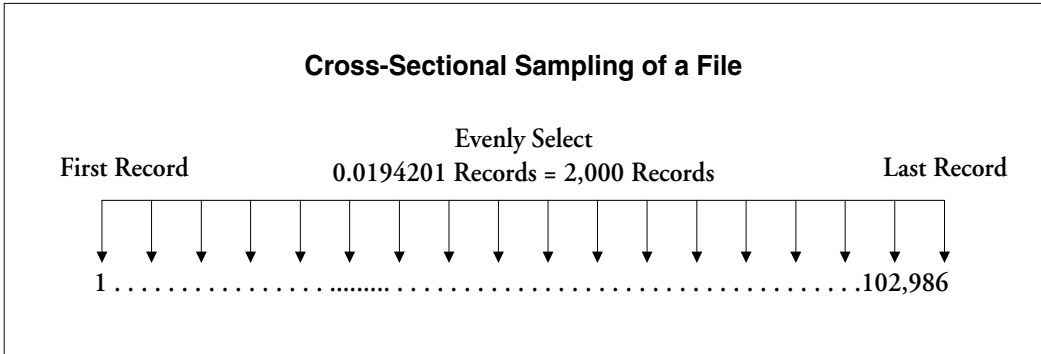 Cross-Sectional Sampling of a File
Evenly Select
First Record 0.0194201 Records = 2,000 Records Last Record
1 . . . . . . . . . . . . . . . . ......... . . . . . . . . . . . . . . . . . . . . . . . . . . . . . . . . . . .102,986